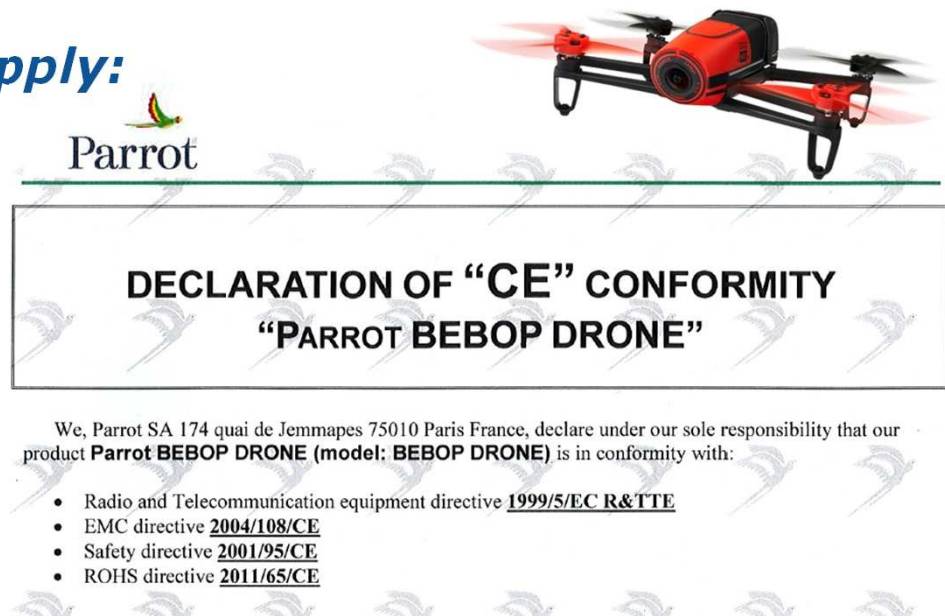 pply:
Parrot
DECLARATION OF “CE” CONFORMITY
“PARROT BEBOP DRONE”
We, Parrot SA 174 quai de Jemmapes 75010 Paris France, declare under our sole responsibility that our
product Parrot BEBOP DRONE (model: BEBOP DRONE) is in conformity with:
• Radio and Telecommunication equipment directive 1999/5/EC R&TTE
• EMC directive 2004/108/CE
• Safety directive 2001/95/CE
• ROHS directive 2011/65/CE